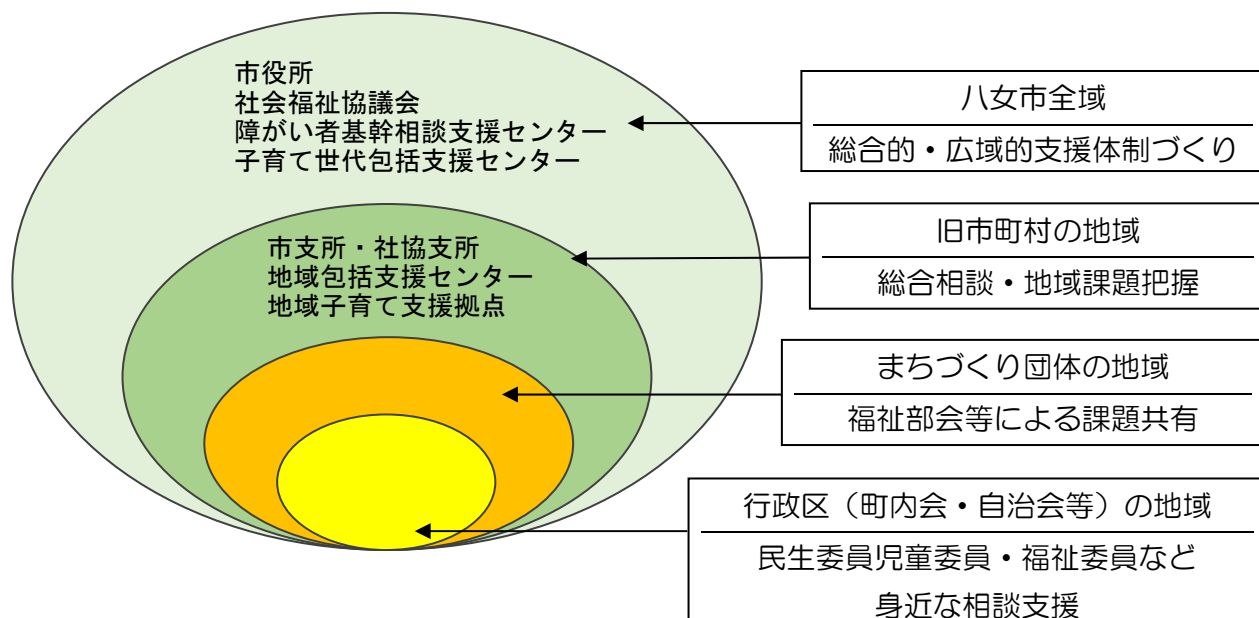 市役所
社会福祉協議会
障がい者基幹相談支援センター
子育て世代包括支援センター
八女市全域
総合的・広域的支援体制づくり
市支所・社協支所
地域包括支援センター
地域子育て支援拠点
旧市町村の地域
総合相談・地域課題把握
まちづくり団体の地域
福祉部会等による課題共有
行政区（町内会・自治会等）の地域
民生委員児童委員・福祉委員など
身近な相談支援